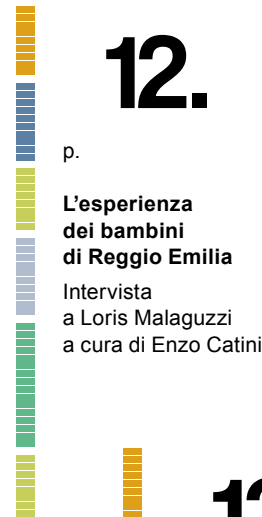 12.
p.
L’esperienza
dei bambini
di Reggio Emilia
Intervista
a Loris Malaguzzi
a cura di Enzo Catini